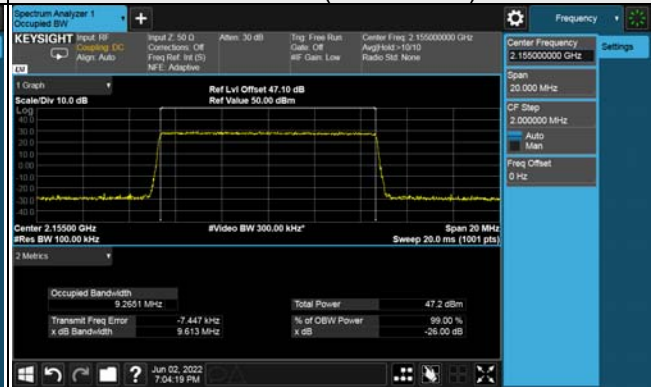 Spectrum Analyzer 1
Occupied BW
Frequency
KEYSIGHT
Input: RF
Coupling: DC
Align: Auto
Input Z: 50 Ω
Corrections: Off
Freq Ref: Int (S)
NFE: Adaptive
Atten: 30 dB
Trig: Free Run
Gate: Off
#IF Gain: Low
Center Freq: 2.155000000 GHz
Avg|Hold:>10/10
Radio Std: None
LXI
Center Frequency
2.155000000 GHz
Settings
Span
20.000 MHz
CF Step
2.000000 MHz
Auto
Man
Freq Offset
0 Hz
1 Graph
Scale/Div 10.0 dB
Ref Lvl Offset 47.10 dB
Ref Value 50.00 dBm
Log
40.0
30.0
20.0
10.0
0.00
-10.0
-20.0
-30.0
-40.0
Center 2.15500 GHz
#Video BW 300.00 kHz*
Span 20 MHz
#Res BW 100.00 kHz
Sweep 20.0 ms (1001 pts)
2 Metrics
Occupied Bandwidth
9.2651 MHz
Total Power
47.2 dBm
Transmit Freq Error
-7.447 kHz
% of OBW Power
99.00 %
x dB Bandwidth
9.613 MHz
x dB
-26.00 dB
Jun 02, 2022
7:04:19 PM